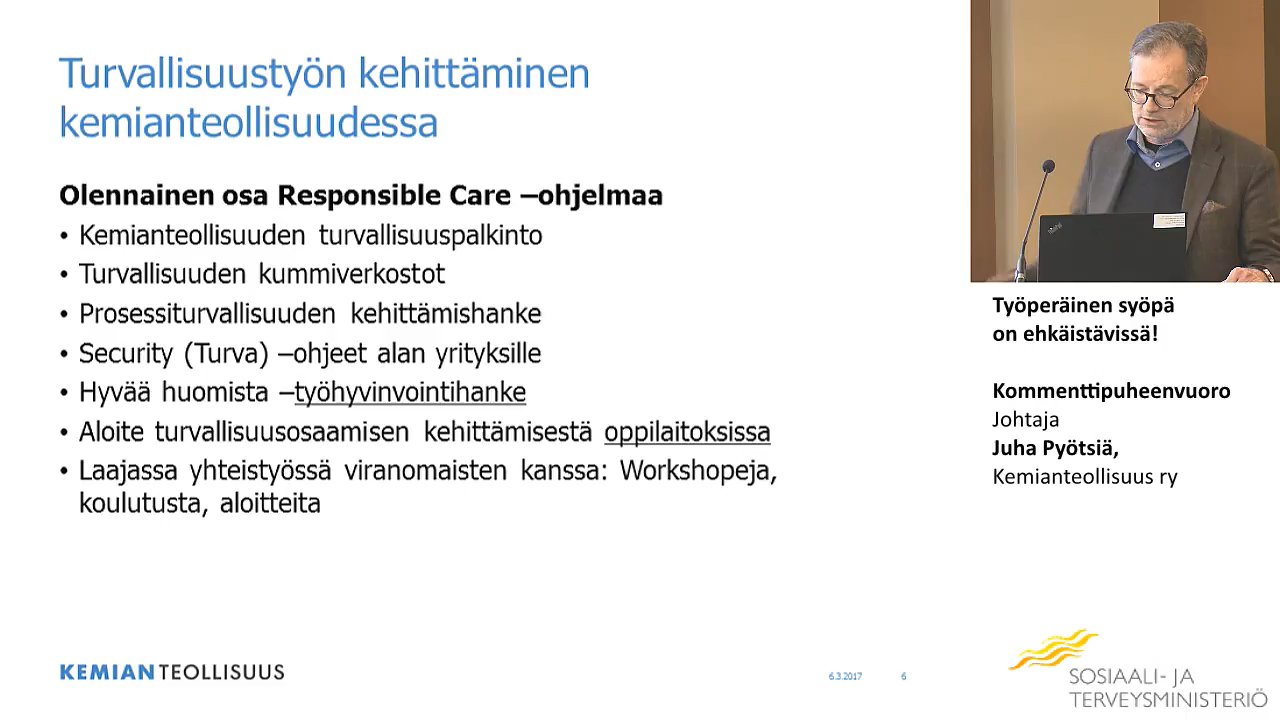 Turvallisuustyön kehittäminen
kemianteollisuudessa
Olennainen osa Responsible Care –ohjelmaa
• Kemianteollisuuden turvallisuuspalkinto
• Turvallisuuden kummiverkostot
• Prosessiturvallisuuden kehittämishanke
• Security (Turva) –ohjeet alan yrityksille
• Hyvää huomista –työhyvinvointihanke
• Aloite turvallisuusosaamisen kehittämisestä oppilaitoksissa
• Laajassa yhteistyössä viranomaisten kanssa: Workshopeja,
koulutusta, aloitteita
KEMIANTEOLLISUUS
6.3.2017 6
Työperäinen syöpä
on ehkäistävissä!
Kommenttipuheenvuoro
Johtaja
Juha Pyötsiä,
Kemianteollisuus ry
SOSIAALI- JA
TERVEYSMINISTERIÖ